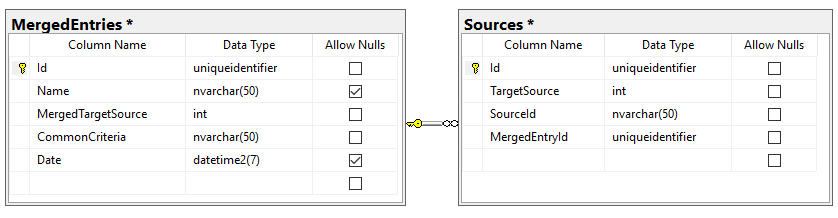 MergedEntries *
Column Name Data Type Allow Nulls
Id uniqueidentifier
Name nvarchar(50)
MergedTargetSource int
CommonCriteria nvarchar(50)
Date datetime2(7)
Sources *
Column Name Data Type Allow Nulls
Id uniqueidentifier
TargetSource int
SourceId nvarchar(50)
MergedEntryId uniqueidentifier